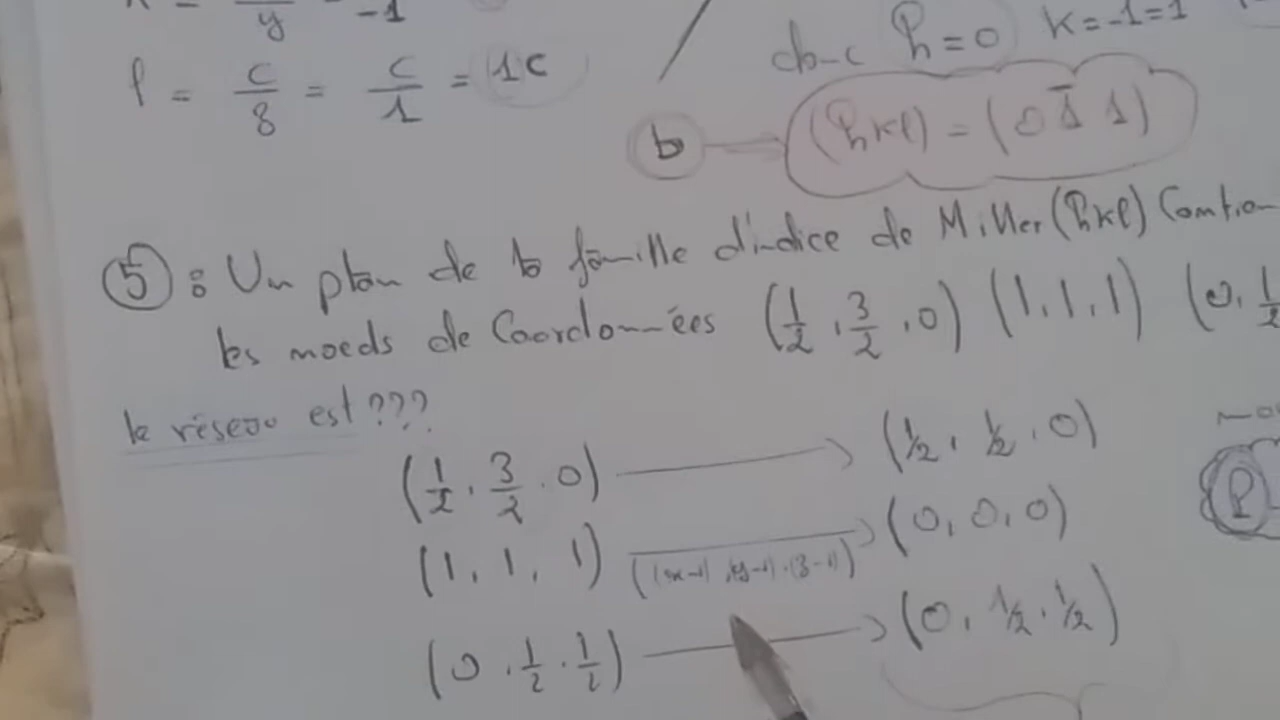 y -1
l = c/8 = c/1 = 1c
donc h = 0 k = -1 = 1
b → (hkl) = (0 1̄ 1)
⑤ : Un plan de la famille d'indice de Miller (hkl) Contien
les nœeds de Coordonnées (1/2, 3/2, 0) (1, 1, 1) (0, 1/2
le réseau est ???
(1/2, 3/2, 0) → (1/2, 1/2, 0)
(1, 1, 1) ((x-1), (y-1), (z-1)) → (0, 0, 0)
(0, 1/2, 1/2) → (0, 1/2, 1/2)
P